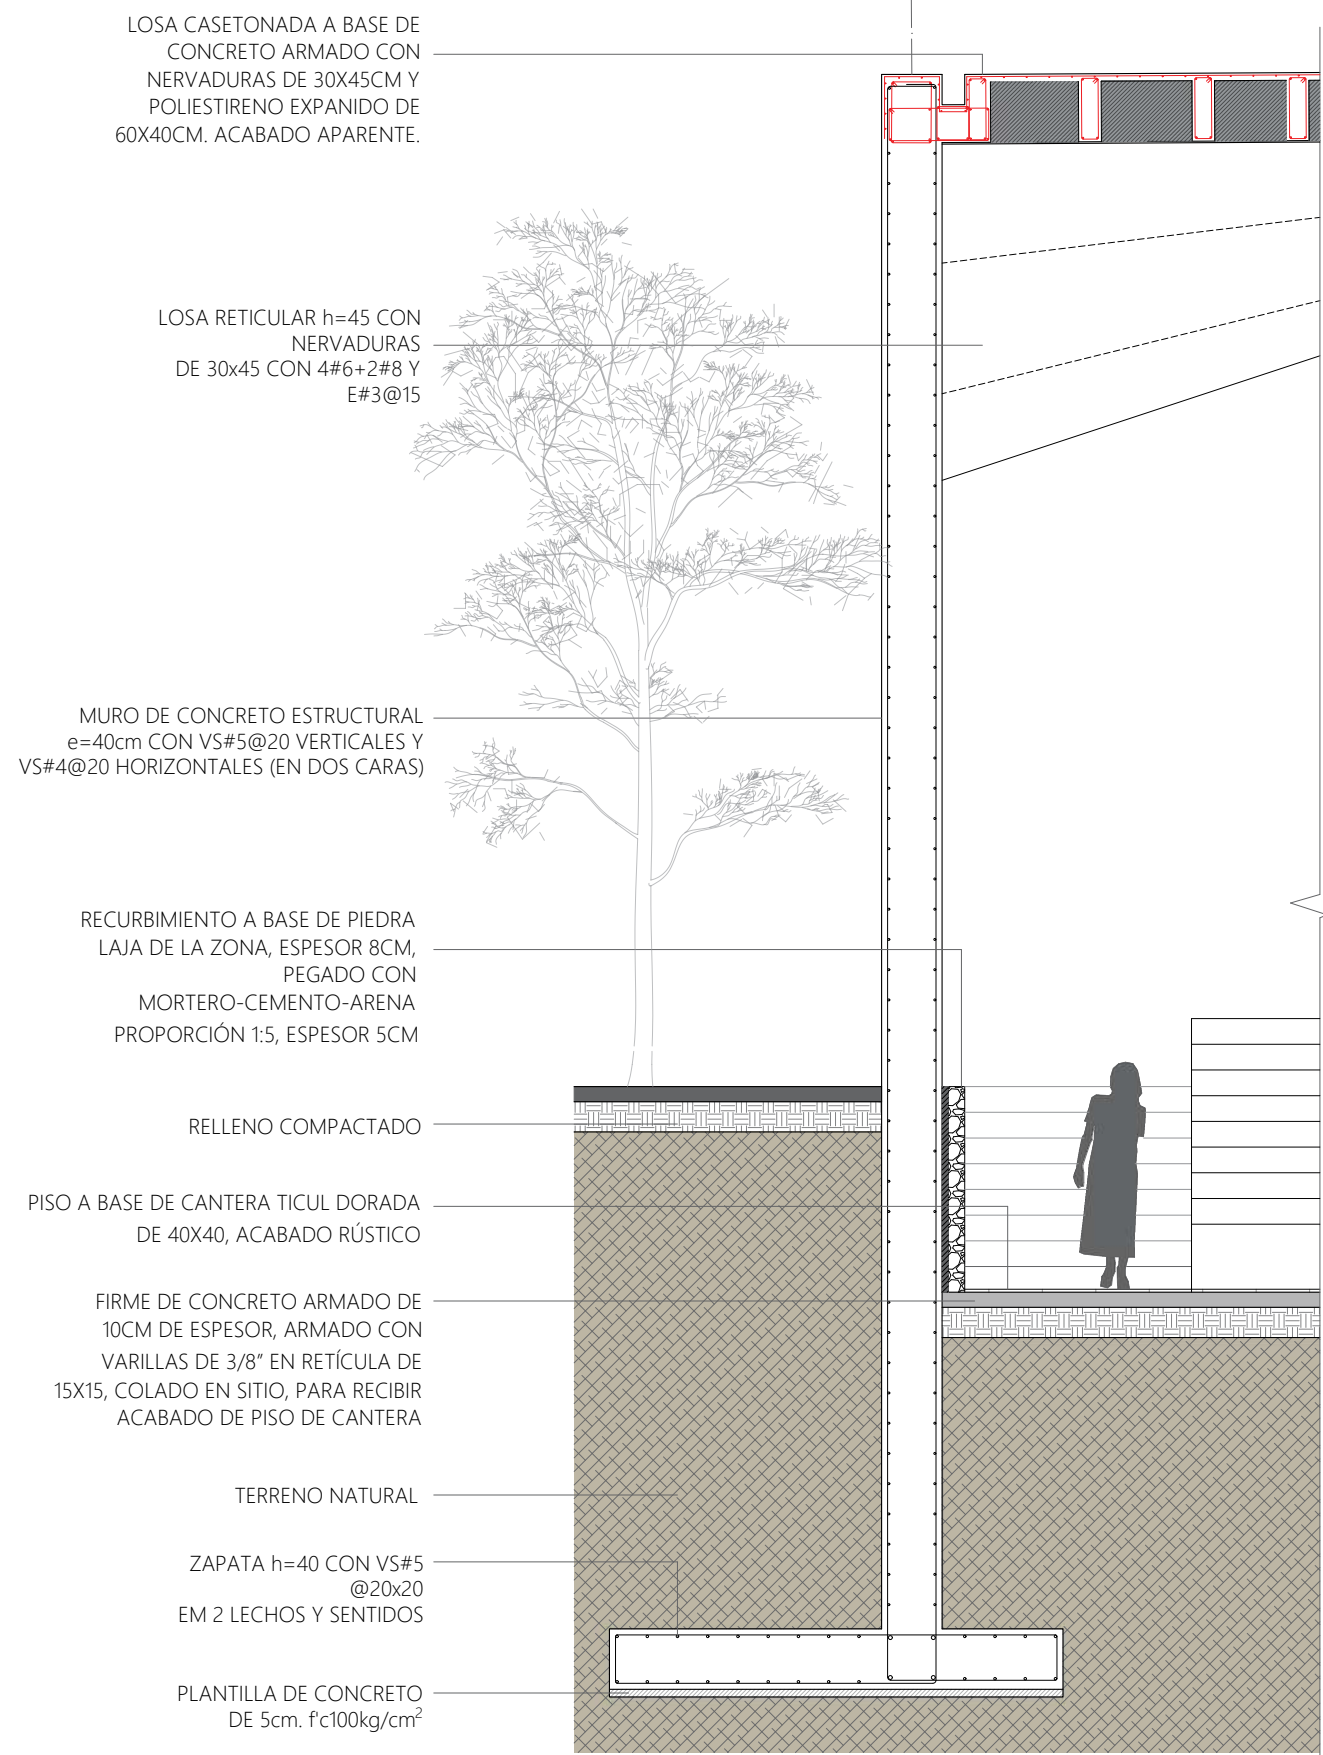 LOSA CASETONADA A BASE DE
CONCRETO ARMADO CON
NERVADURAS DE 30X45CM Y
POLIESTIRENO EXPANIDO DE
60X40CM. ACABADO APARENTE.
LOSA RETICULAR h=45 CON
NERVADURAS
DE 30x45 CON 4#6+2#8 Y
E#3@15
MURO DE CONCRETO ESTRUCTURAL
e=40cm CON VS#5@20 VERTICALES Y
VS#4@20 HORIZONTALES (EN DOS CARAS)
RECURBIMIENTO A BASE DE PIEDRA
LAJA DE LA ZONA, ESPESOR 8CM,
PEGADO CON
MORTERO-CEMENTO-ARENA
PROPORCIÓN 1:5, ESPESOR 5CM
RELLENO COMPACTADO
PISO A BASE DE CANTERA TICUL DORADA
DE 40X40, ACABADO RÚSTICO
FIRME DE CONCRETO ARMADO DE
10CM DE ESPESOR, ARMADO CON
VARILLAS DE 3/8” EN RETÍCULA DE
15X15, COLADO EN SITIO, PARA RECIBIR
ACABADO DE PISO DE CANTERA
TERRENO NATURAL
ZAPATA h=40 CON VS#5
@20x20
EM 2 LECHOS Y SENTIDOS
PLANTILLA DE CONCRETO
DE 5cm. f'c100kg/cm²